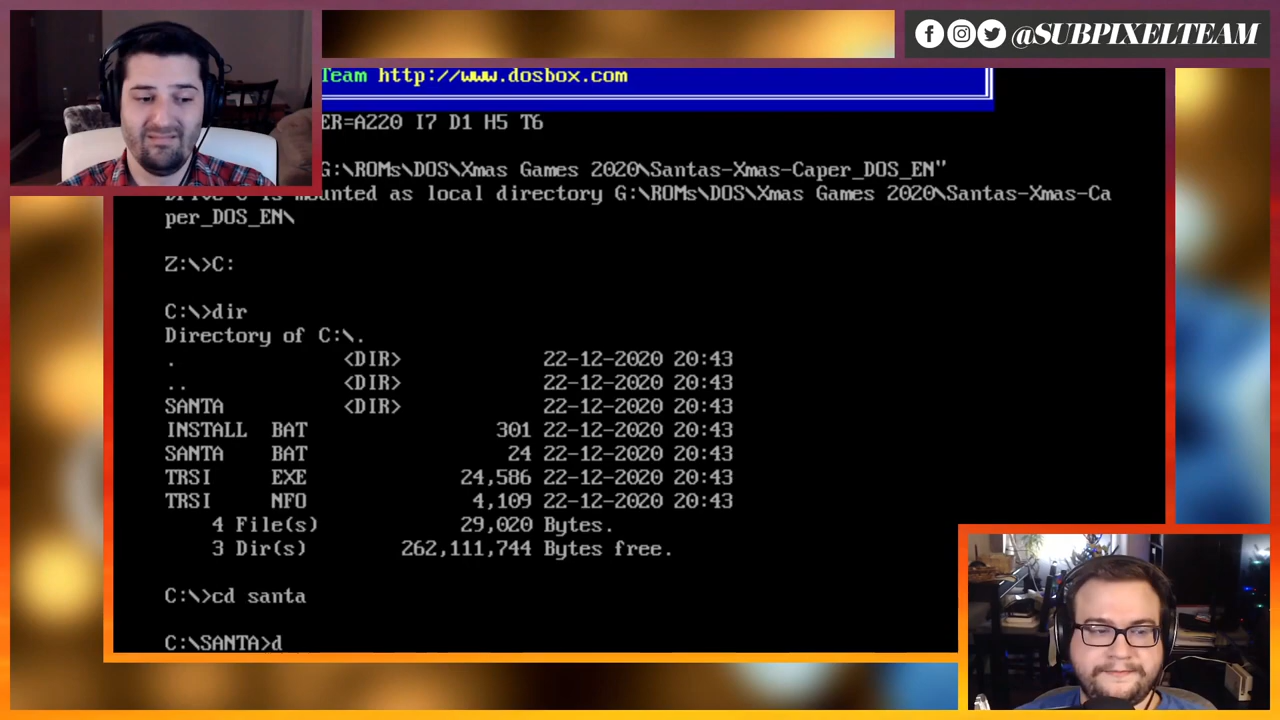 @SUBPIXELTEAM
Team http://www.dosbox.com
ER=A220 I7 D1 H5 T6
G:\ROMs\DOS\Xmas Games 2020\Santas-Xmas-Caper_DOS_EN"
Drive C is mounted as local directory G:\ROMs\DOS\Xmas Games 2020\Santas-Xmas-Ca
per_DOS_EN\
Z:\>C:
C:\>dir
Directory of C:\.
. <DIR> 22-12-2020 20:43
.. <DIR> 22-12-2020 20:43
SANTA <DIR> 22-12-2020 20:43
INSTALL BAT 301 22-12-2020 20:43
SANTA BAT 24 22-12-2020 20:43
TRSI EXE 24,586 22-12-2020 20:43
TRSI NFO 4,109 22-12-2020 20:43
4 File(s) 29,020 Bytes.
3 Dir(s) 262,111,744 Bytes free.
C:\>cd santa
C:\SANTA>d